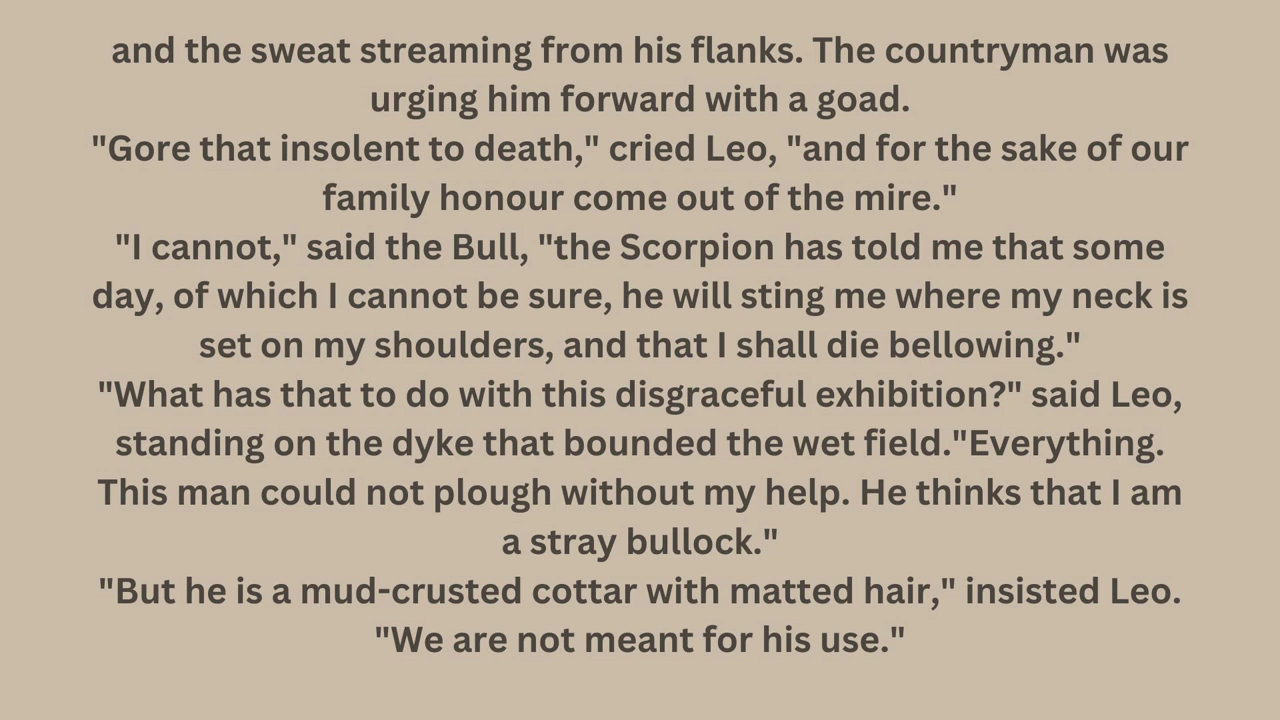 and the sweat streaming from his flanks. The countryman was
urging him forward with a goad.
"Gore that insolent to death," cried Leo, "and for the sake of our
family honour come out of the mire."
"I cannot," said the Bull, "the Scorpion has told me that some
day, of which I cannot be sure, he will sting me where my neck is
set on my shoulders, and that I shall die bellowing."
"What has that to do with this disgraceful exhibition?" said Leo,
standing on the dyke that bounded the wet field."Everything.
This man could not plough without my help. He thinks that I am
a stray bullock."
"But he is a mud-crusted cottar with matted hair," insisted Leo.
"We are not meant for his use."